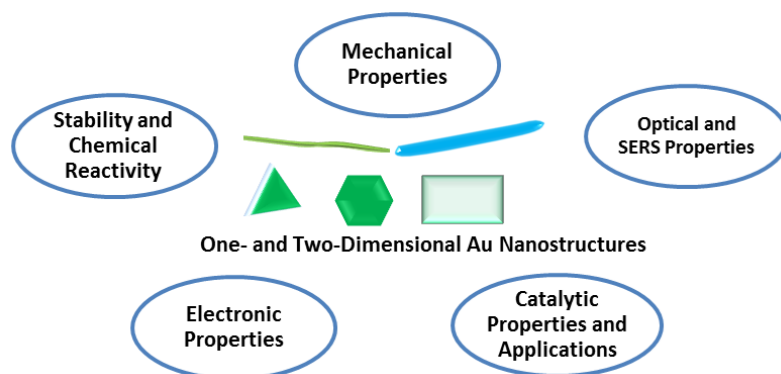 Mechanical
Properties
Stability and
Chemical
Reactivity
Optical and
SERS Properties
One- and Two-Dimensional Au Nanostructures
Electronic
Properties
Catalytic
Properties and
Applications